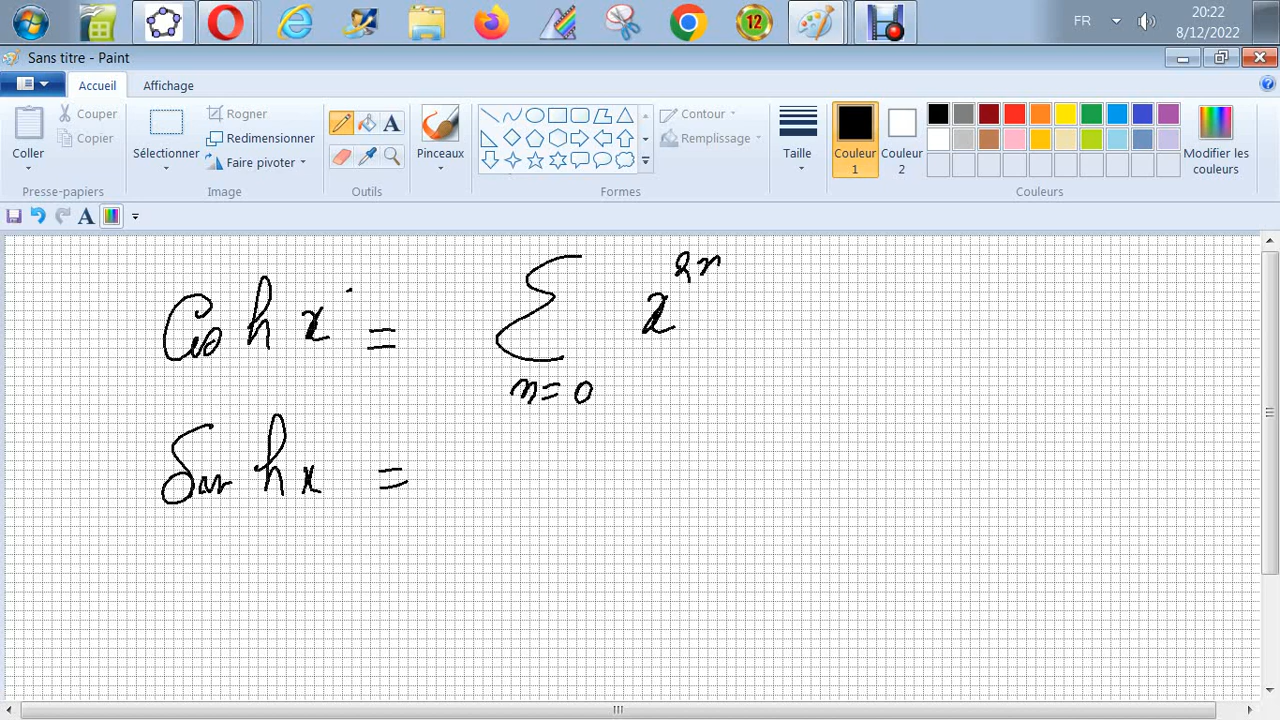 12
FR
20:22
8/12/2022
Sans titre - Paint
Accueil
Affichage
Coller
Couper
Copier
Presse-papiers
Sélectionner
Rogner
Redimensionner
Faire pivoter
Image
A
Outils
Pinceaux
Contour
Remplissage
Formes
Taille
Couleur 1
Couleur 2
Modifier les couleurs
Couleurs
A
Cos h x = ∑ x^{2n}
n = 0
h x =